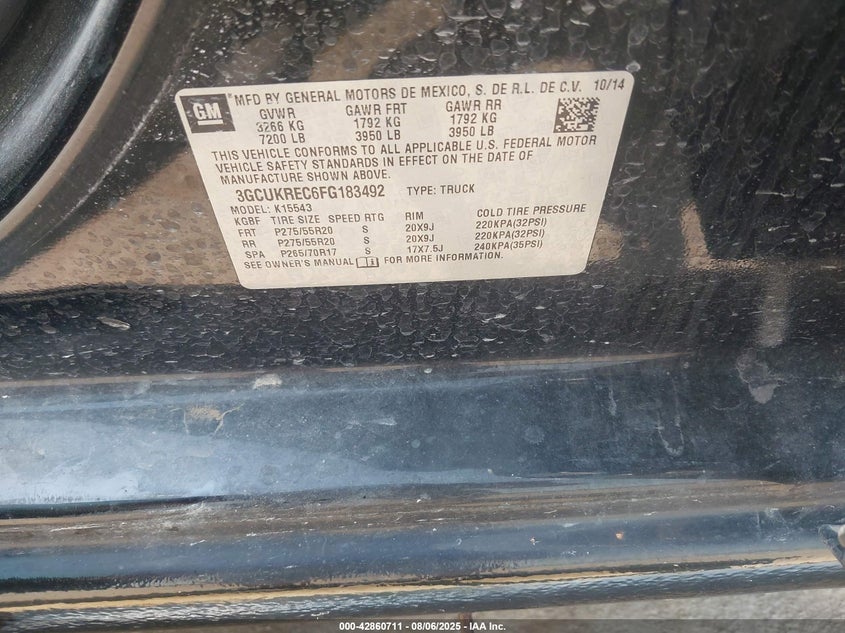 GM
MFD BY GENERAL MOTORS DE MEXICO, S. DE R.L. DE C.V. 10/14
GVWR GAWR FRT GAWR RR
3266 KG 1792 KG 1792 KG
7200 LB 3950 LB 3950 LB
THIS VEHICLE CONFORMS TO ALL APPLICABLE U.S. FEDERAL MOTOR
VEHICLE SAFETY STANDARDS IN EFFECT ON THE DATE OF
MANUFACTURE SHOWN ABOVE.
3GCUKREC6FG183492 TYPE: TRUCK
MODEL: K15543
KGBF TIRE SIZE SPEED RTG RIM COLD TIRE PRESSURE
FRT P275/55R20 S 20X9J 220KPA(32PSI)
RR P275/55R20 S 20X9J 220KPA(32PSI)
SPA P265/70R17 S 17X7.5J 240KPA(35PSI)
SEE OWNER'S MANUAL FOR MORE INFORMATION.
000-42860711 - 08/06/2025 - IAA Inc.